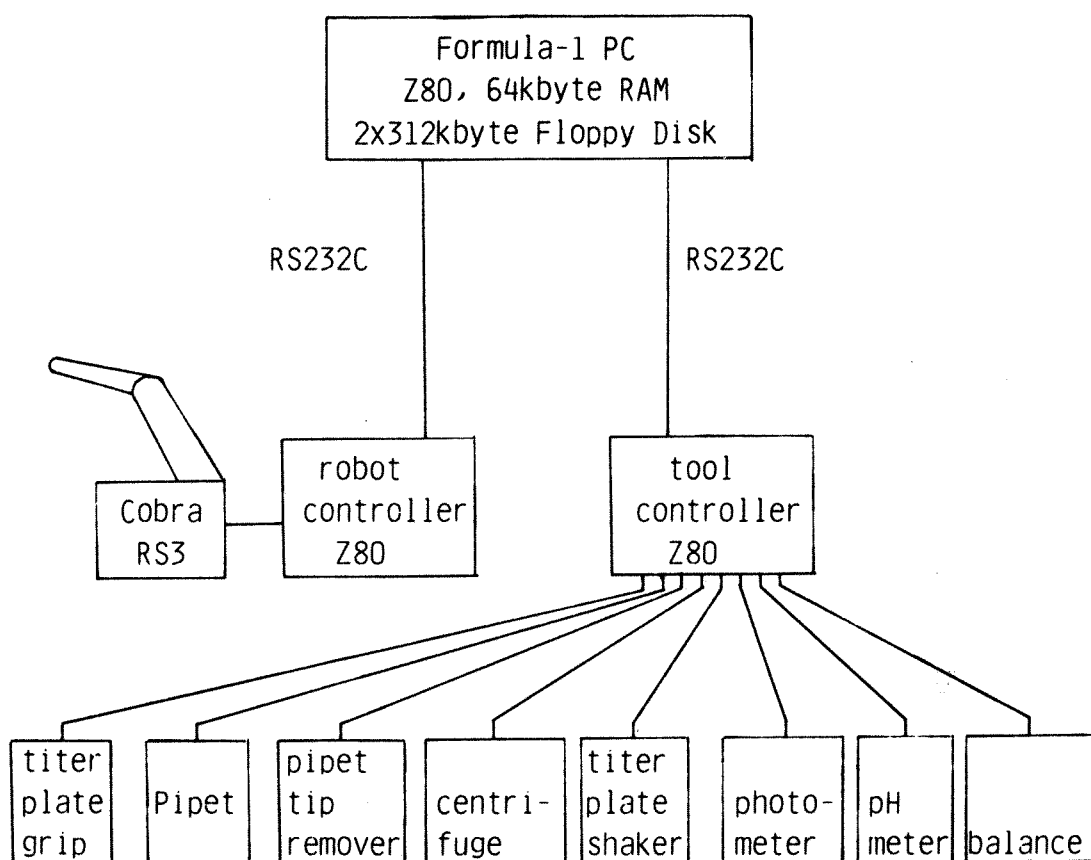 Formula-1 PC
Z80, 64kbyte RAM
2x312kbyte Floppy Disk
RS232C
RS232C
Cobra
RS3
robot
controller
Z80
tool
controller
Z80
titer
plate
grip
Pipet
pipet
tip
remover
centri-
fuge
titer
plate
shaker
photo-
meter
pH
meter
balance